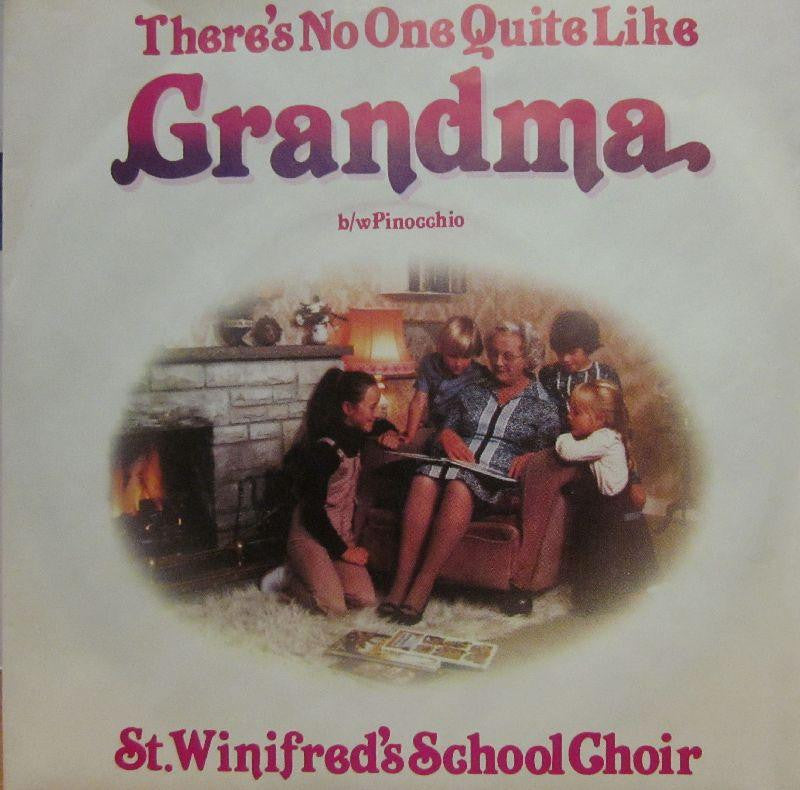 There's No One Quite Like
Grandma
b/w Pinocchio
St. Winifred's School Choir